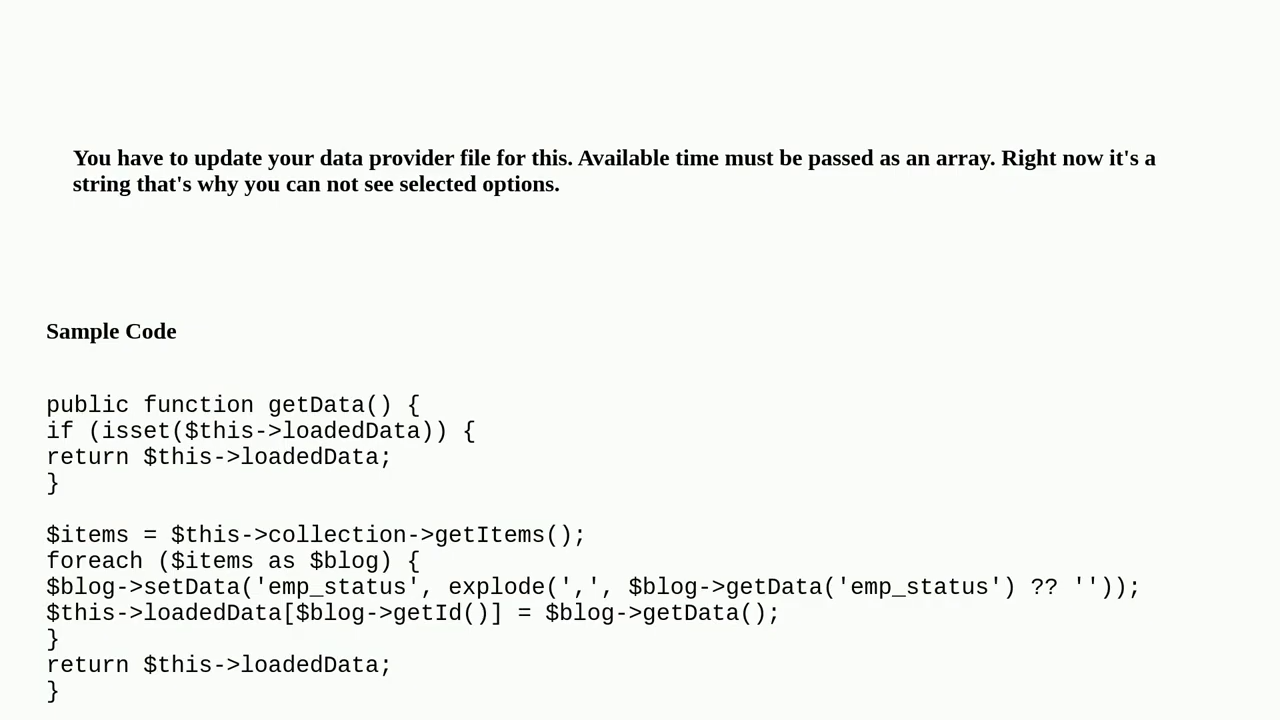 You have to update your data provider file for this. Available time must be passed as an array. Right now it's a
string that's why you can not see selected options.
Sample Code
public function getData() {
if (isset($this->loadedData)) {
return $this->loadedData;
}
$items = $this->collection->getItems();
foreach ($items as $blog) {
$blog->setData('emp_status', explode(',', $blog->getData('emp_status') ?? ''));
$this->loadedData[$blog->getId()] = $blog->getData();
}
return $this->loadedData;
}